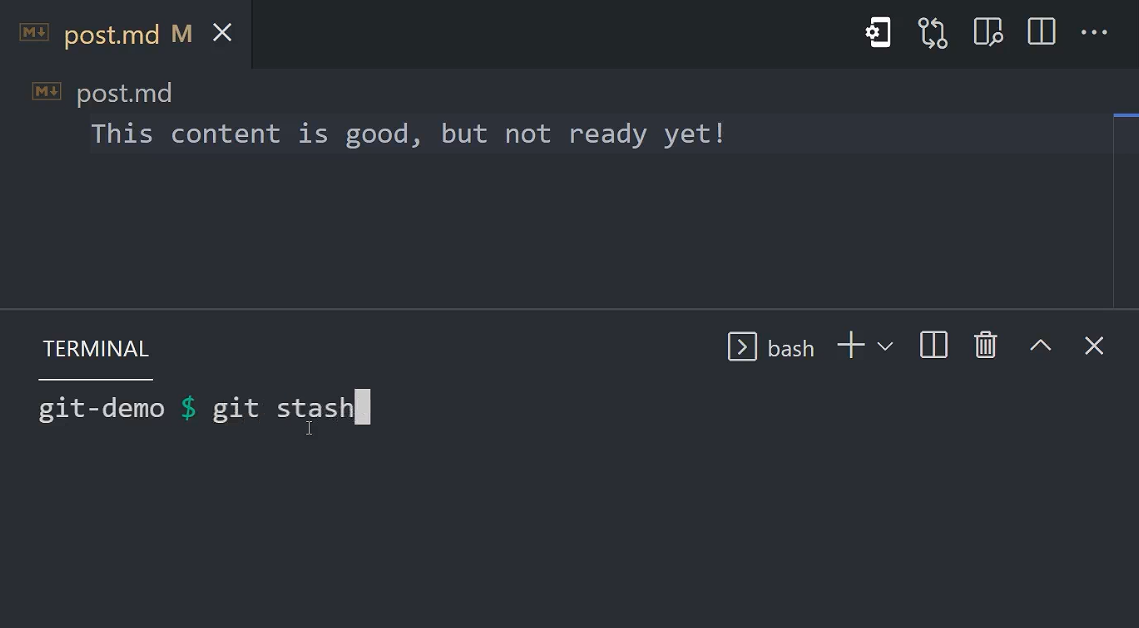 M↓ post.md M
M↓ post.md
This content is good, but not ready yet!
TERMINAL
bash
git-demo $ git stash